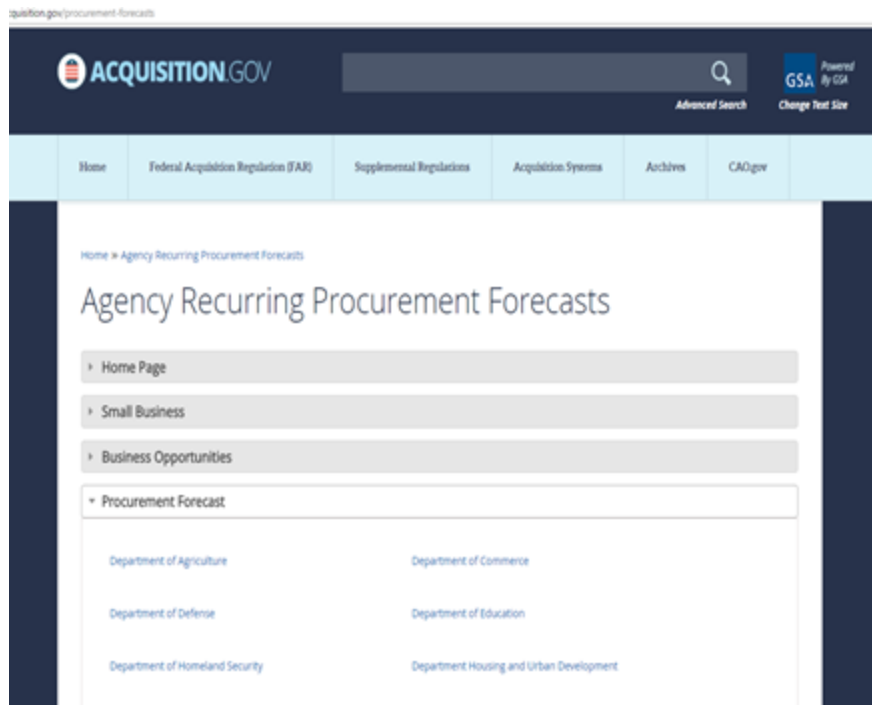 cquisition.gov/procurement-forecasts
ACQUISITION.GOV
GSA
Powered
By GSA
Advanced Search
Change Text Size
Home
Federal Acquisition Regulation (FAR)
Supplemental Regulations
Acquisition Systems
Archives
CAO.gov
Home » Agency Recurring Procurement Forecasts
Agency Recurring Procurement Forecasts
Home Page
Small Business
Business Opportunities
Procurement Forecast
Department of Agriculture
Department of Commerce
Department of Defense
Department of Education
Department of Homeland Security
Department Housing and Urban Development